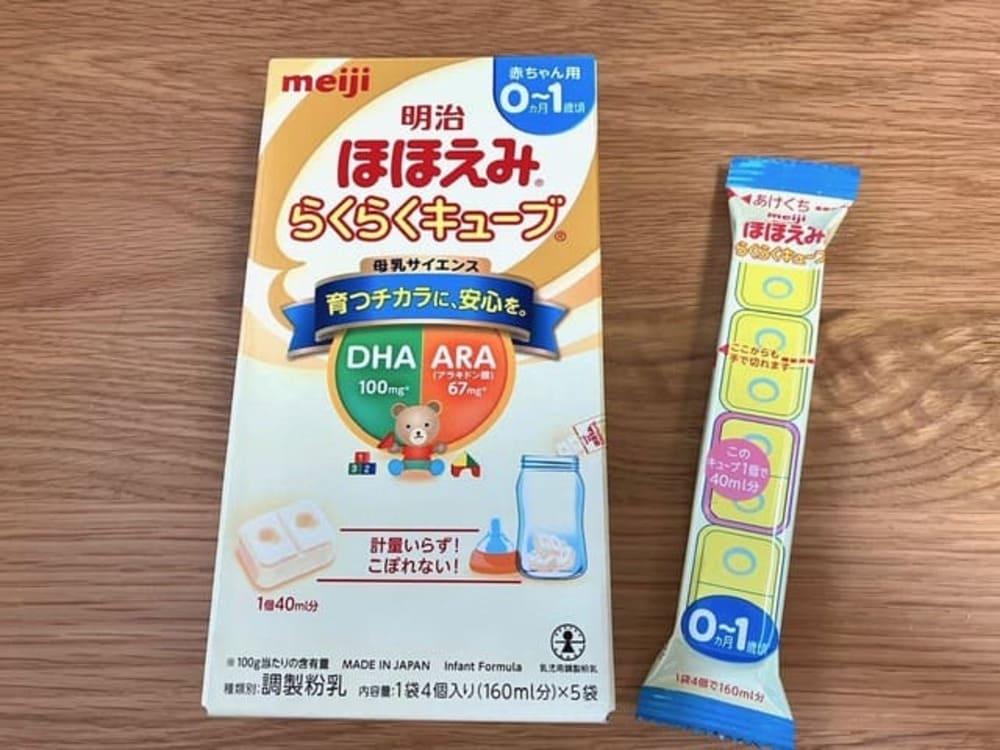 meiji
赤ちゃん用
0ヵ月~1歳頃
明治
ほほえみ®
らくらくキューブ®
母乳サイエンス
育つチカラに、安心を。
DHA
100mg※
ARA
(アラキドン酸)
67mg※
計量いらず!
こぼれない!
1個40ml分
※100g当たりの含有量 MADE IN JAPAN Infant Formula
乳児用調製粉乳
種類別:調製粉乳 内容量:1袋4個入り(160ml分)×5袋
あけくち
meiji
ほほえみ
らくらくキューブ
ここからも
手で切れます
この
キューブ1個で
40ml分
0ヵ月~1歳頃
1袋4個で160ml分